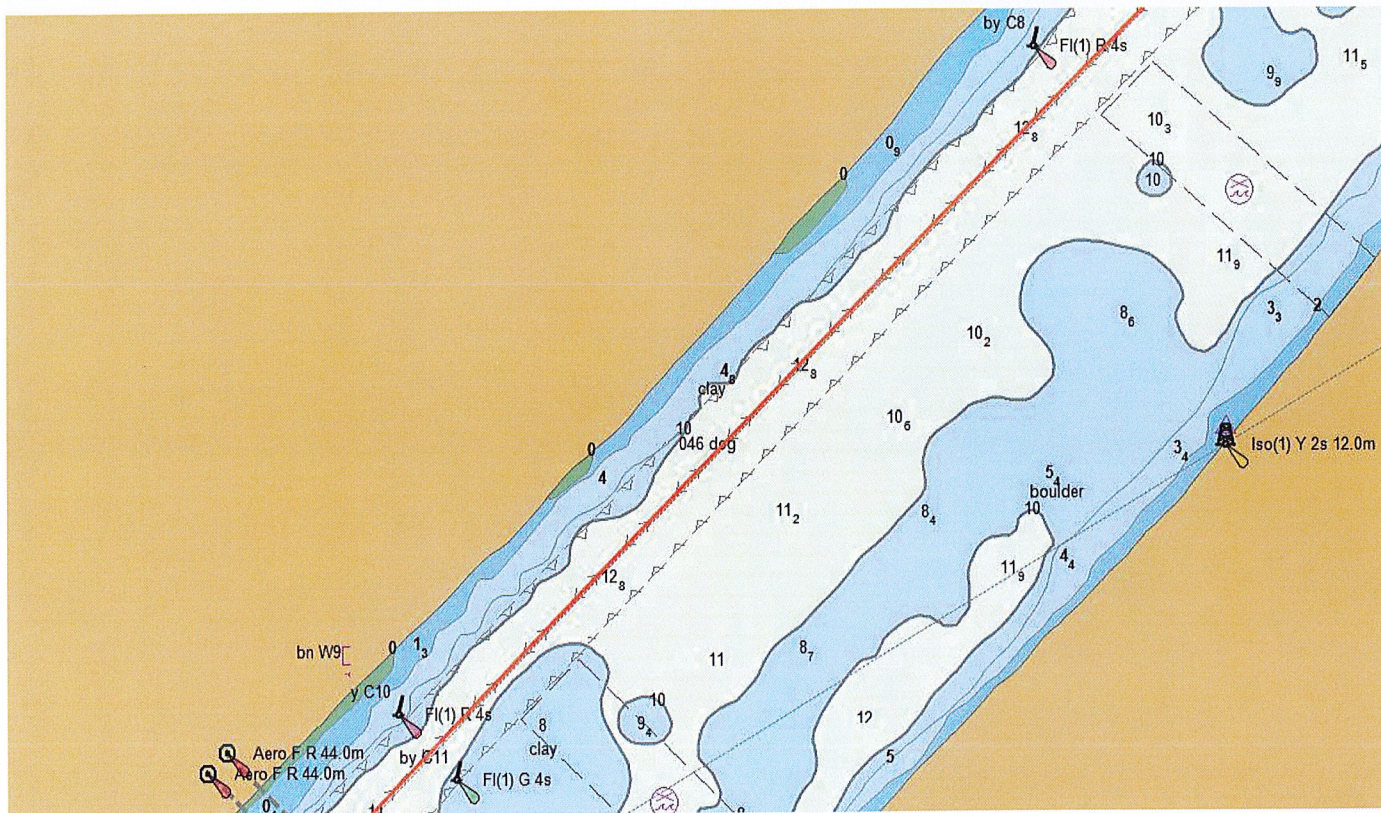 by C8
Fl(1) R 4s
9₉
11₅
12₈
10₃
0₉
10
10
0
11₉
3₃
2
8₆
10₂
4₈
12₈
clay
10₆
10
046 deg
Iso(1) Y 2s 12.0m
0
3₄
4
5₄
boulder
10
11₂
8₄
4₄
11₉
12₈
0
1₃
bn W9
8₇
11
y C10
10
Fl(1) R 4s
8
9₄
12
clay
Aero F R 44.0m
by C11
5
Aero F R 44.0m
Fl(1) G 4s